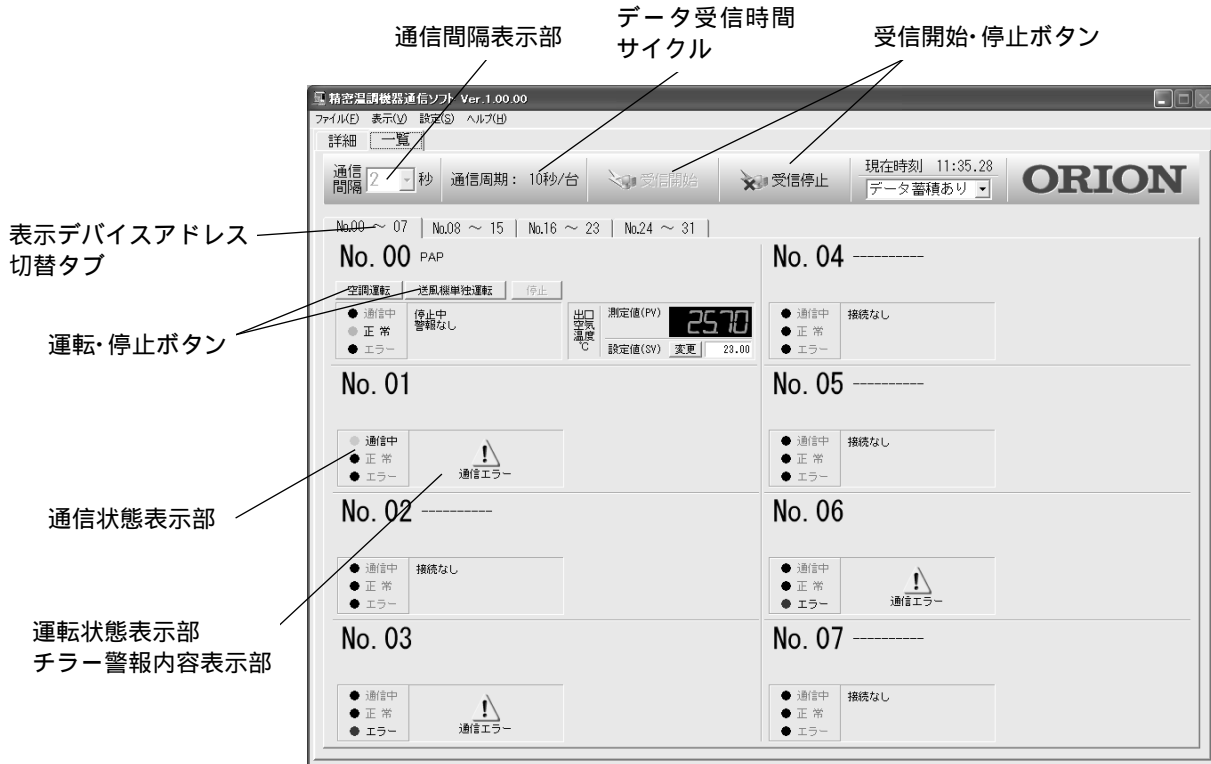 通信間隔表示部
データ受信時間
サイクル
受信開始・停止ボタン
精密温調機器通信ソフト Ver.1.00.00
ファイル(F) 表示(V) 設定(S) ヘルプ(H)
詳細 一覧
通信
間隔 2 秒 通信周期： 10秒/台 受信開始 受信停止
現在時刻 11:35.28
データ蓄積あり
ORION
表示デバイスアドレス
切替タブ
No.00 ～ 07 No.08 ～ 15 No.16 ～ 23 No.24 ～ 31
No. 00 PAP
空調運転 送風機単独運転 停止
運転・停止ボタン
通信中
正 常
エラー
停止中
警報なし
出口
空気
温度
℃
測定値(PV) 25.70
設定値(SV) 変更 23.00
No. 04 ----------
通信中 接続なし
正 常
エラー
No. 01
通信中
正 常
エラー
通信エラー
No. 05 ----------
通信中 接続なし
正 常
エラー
通信状態表示部
No. 02 ----------
通信中 接続なし
正 常
エラー
No. 06
通信中
正 常
エラー
通信エラー
運転状態表示部
チラー警報内容表示部
No. 03
通信中
正 常
エラー
通信エラー
No. 07 ----------
通信中 接続なし
正 常
エラー